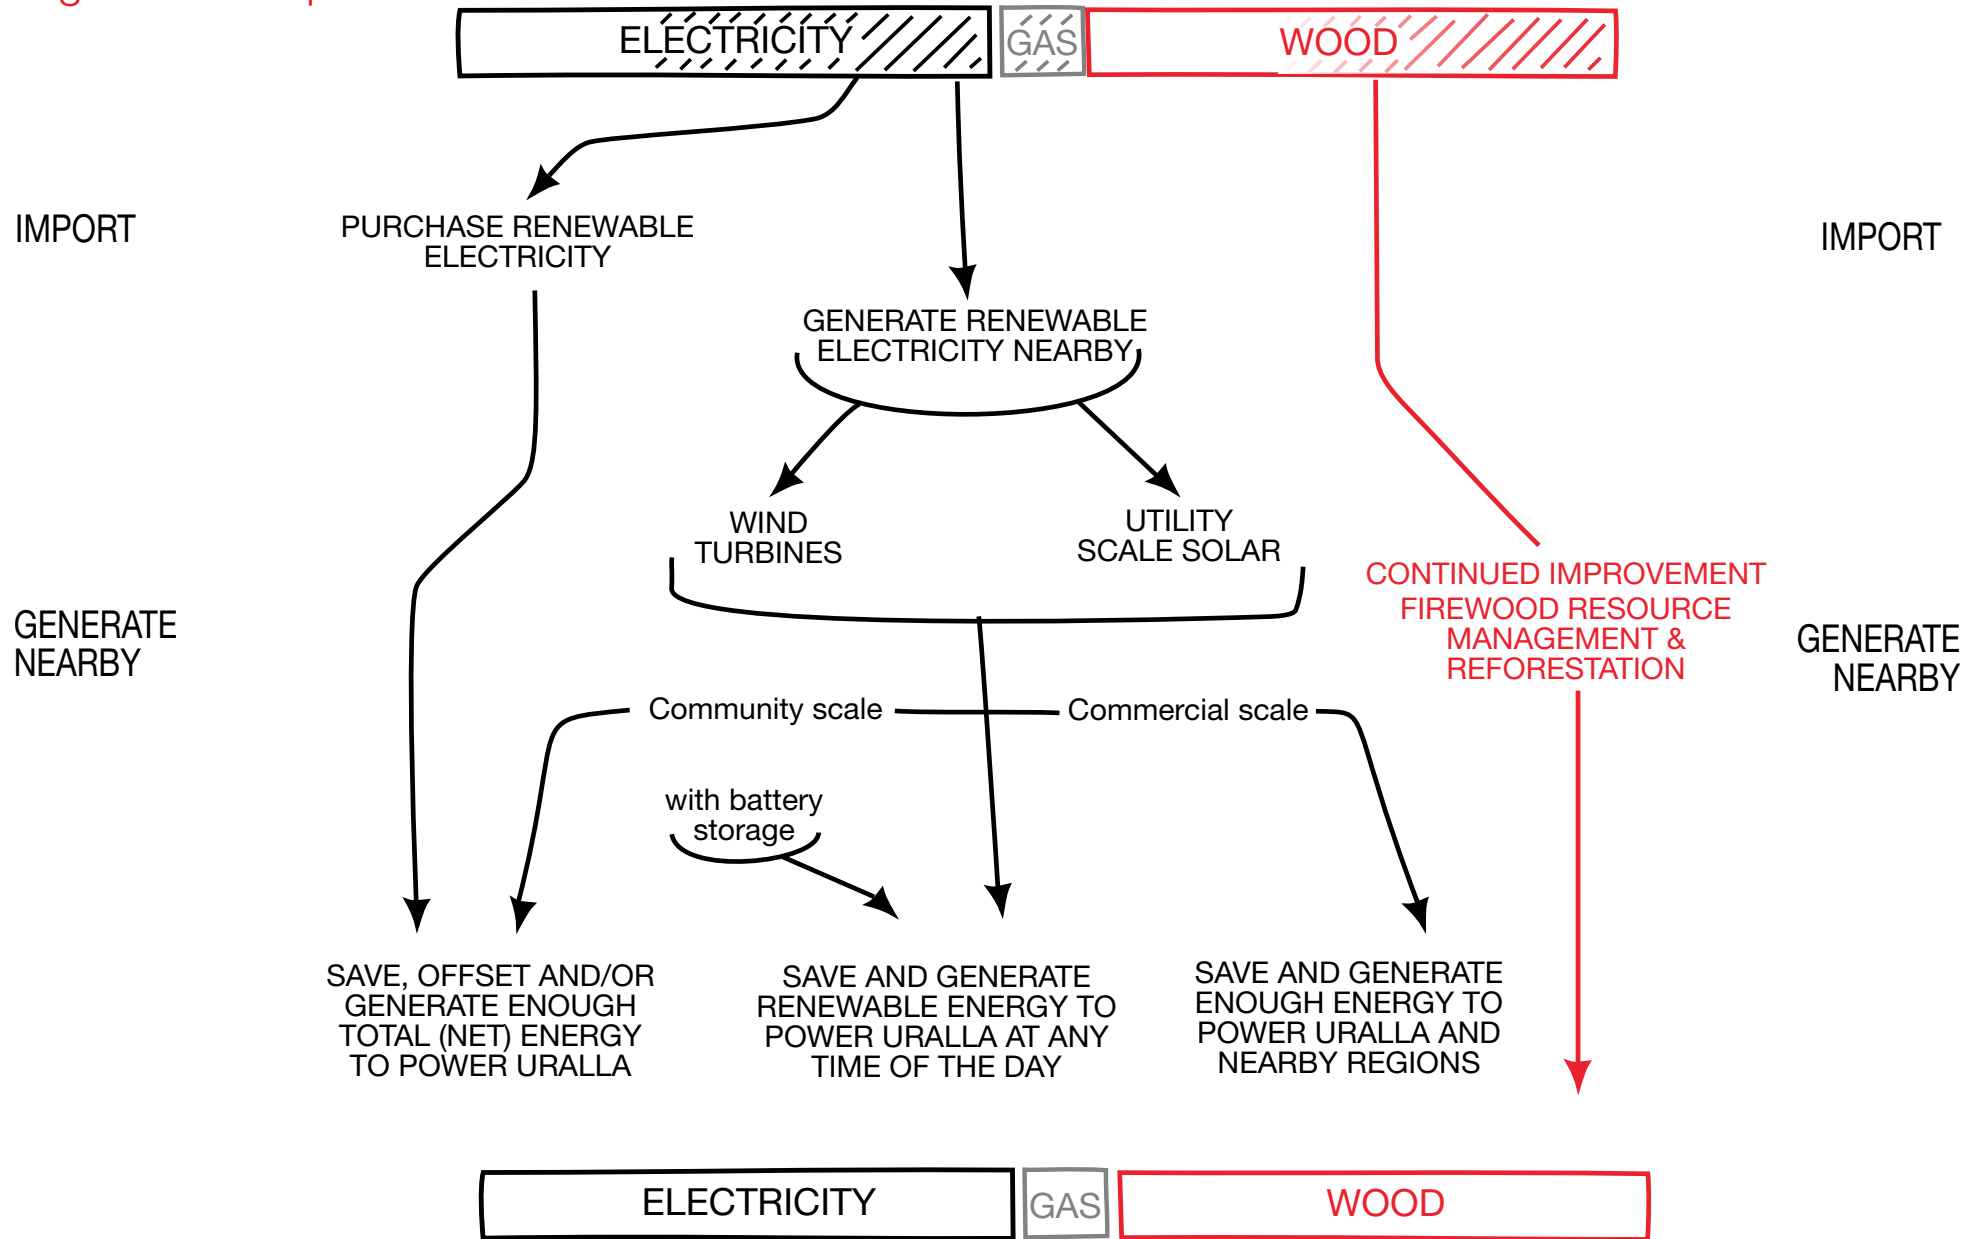 ELECTRICITY
GAS
WOOD
IMPORT
PURCHASE RENEWABLE
ELECTRICITY
IMPORT
GENERATE RENEWABLE
ELECTRICITY NEARBY
WIND
TURBINES
UTILITY
SCALE SOLAR
CONTINUED IMPROVEMENT
FIREWOOD RESOURCE
MANAGEMENT &
REFORESTATION
GENERATE
NEARBY
GENERATE
NEARBY
Community scale
Commercial scale
with battery
storage
SAVE, OFFSET AND/OR
GENERATE ENOUGH
TOTAL (NET) ENERGY
TO POWER URALLA
SAVE AND GENERATE
RENEWABLE ENERGY TO
POWER URALLA AT ANY
TIME OF THE DAY
SAVE AND GENERATE
ENOUGH ENERGY TO
POWER URALLA AND
NEARBY REGIONS
ELECTRICITY
GAS
WOOD